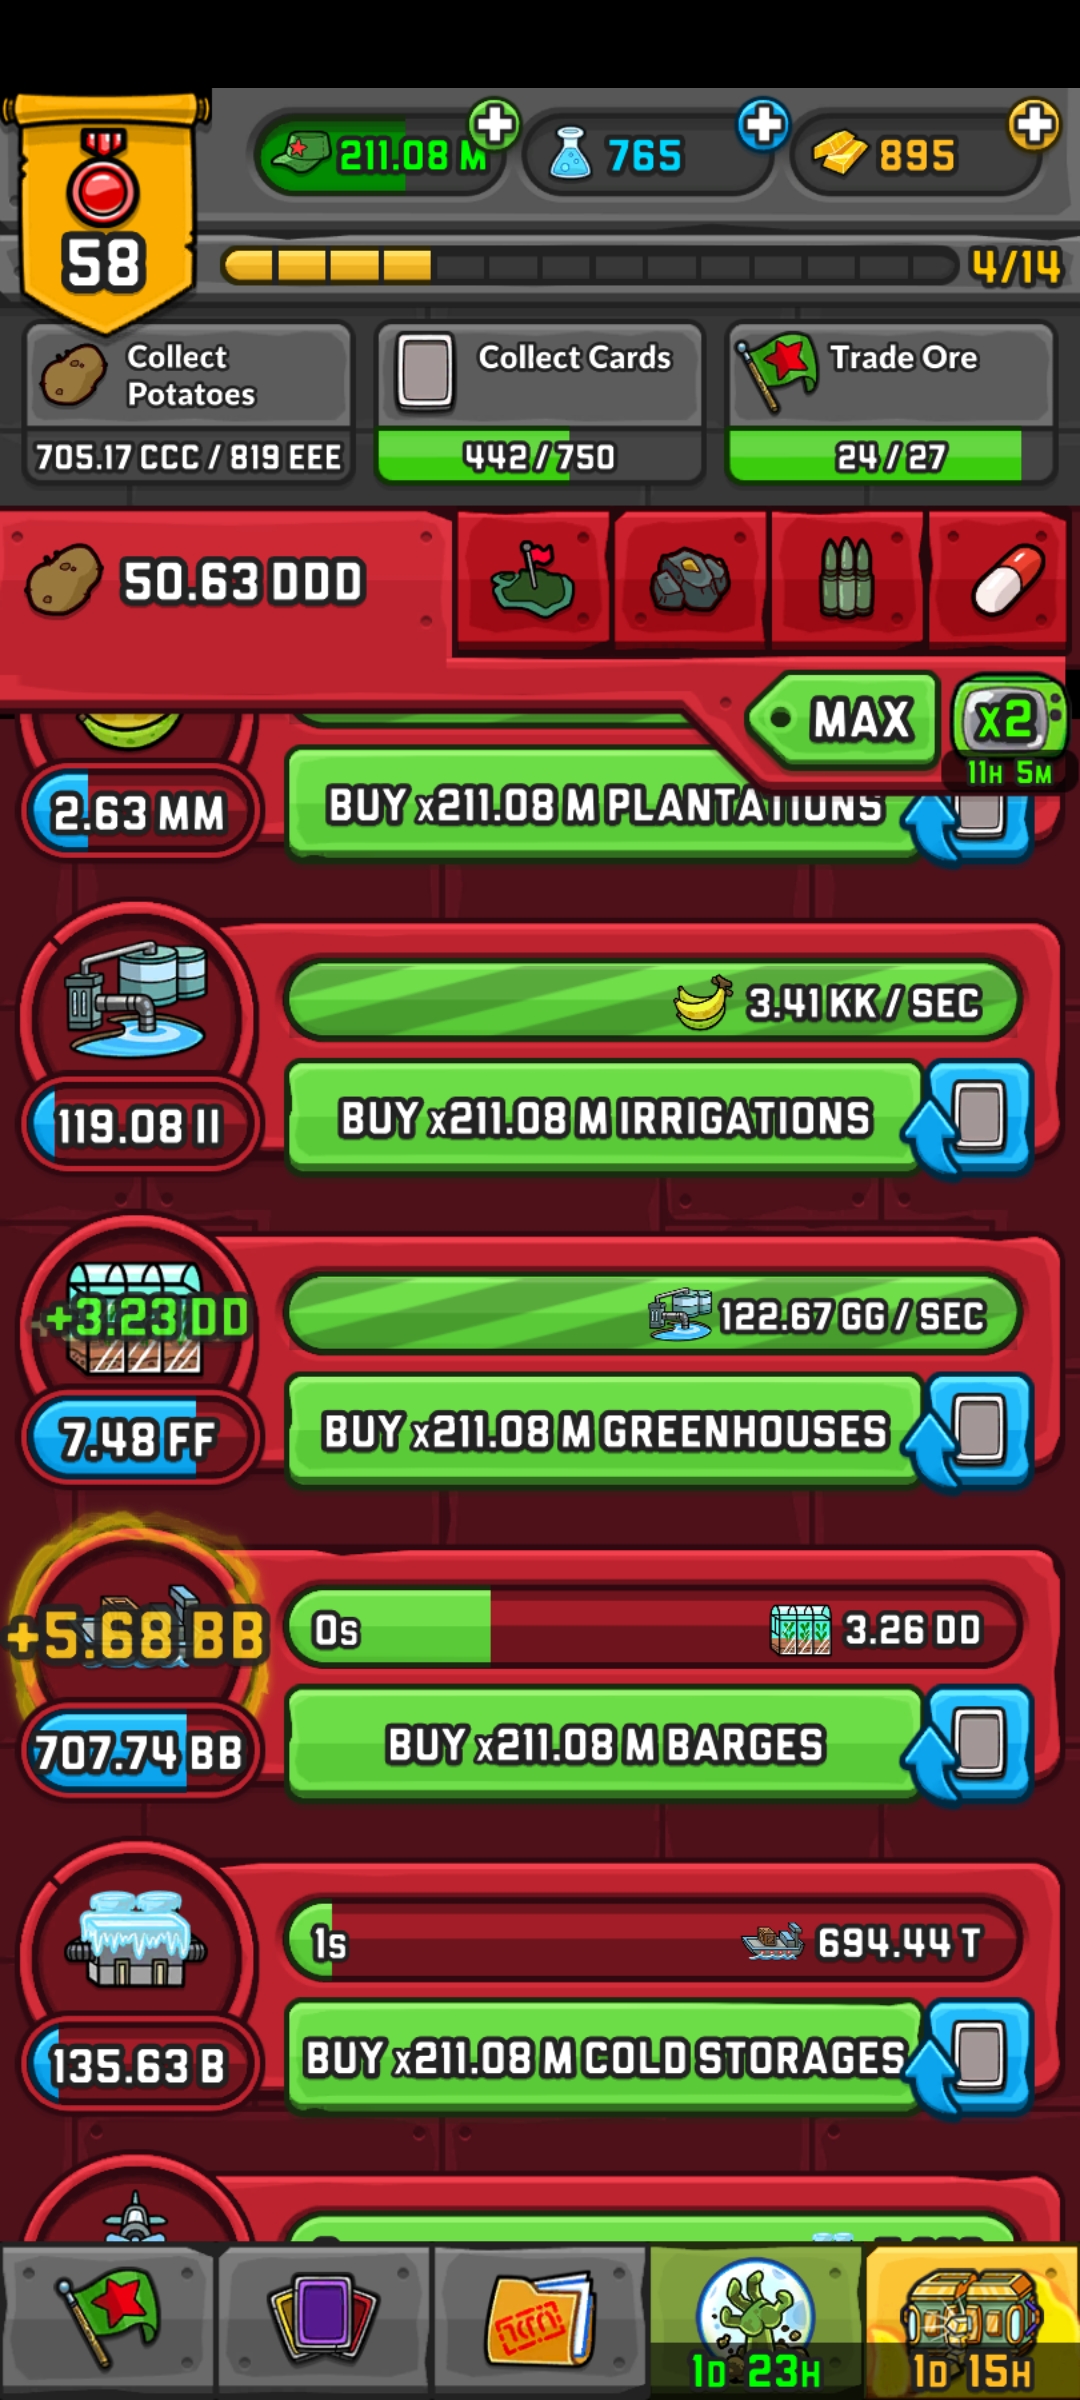 211.08 M
765
895
58
4/14
Collect
Potatoes
705.17 CCC / 819 EEE
Collect Cards
442/750
Trade Ore
24/27
50.63 DDD
MAX
x2
11H 5M
2.63 MM
BUY x211.08 M PLANTATIONS
3.41 KK / SEC
119.08 II
BUY x211.08 M IRRIGATIONS
+3.23 DD
122.67 GG / SEC
7.48 FF
BUY x211.08 M GREENHOUSES
+5.68 BB
0s
3.26 DD
707.74 BB
BUY x211.08 M BARGES
1s
694.44 T
135.63 B
BUY x211.08 M COLD STORAGES
1D 23H
1D 15H